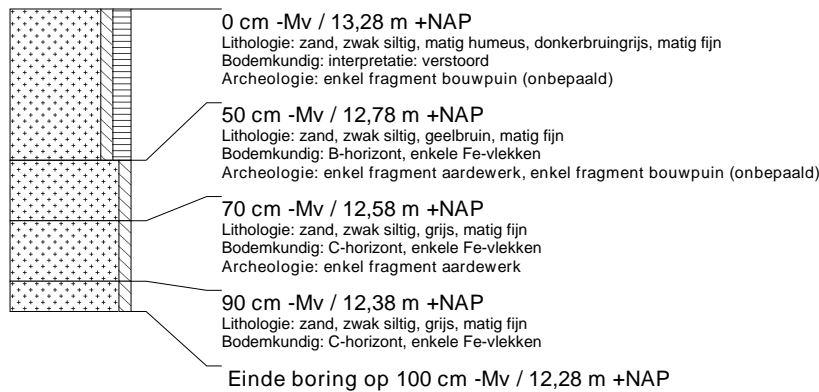 0 cm -Mv / 13,28 m +NAP
Lithologie: zand, zwak siltig, matig humeus, donkerbruingrijs, matig fijn
Bodemkundig: interpretatie: verstoord
Archeologie: enkel fragment bouwpuin (onbepaald)
50 cm -Mv / 12,78 m +NAP
Lithologie: zand, zwak siltig, geelbruin, matig fijn
Bodemkundig: B-horizont, enkele Fe-vlekken
Archeologie: enkel fragment aardewerk, enkel fragment bouwpuin (onbepaald)
70 cm -Mv / 12,58 m +NAP
Lithologie: zand, zwak siltig, grijs, matig fijn
Bodemkundig: C-horizont, enkele Fe-vlekken
Archeologie: enkel fragment aardewerk
90 cm -Mv / 12,38 m +NAP
Lithologie: zand, zwak siltig, grijs, matig fijn
Bodemkundig: C-horizont, enkele Fe-vlekken
Einde boring op 100 cm -Mv / 12,28 m +NAP